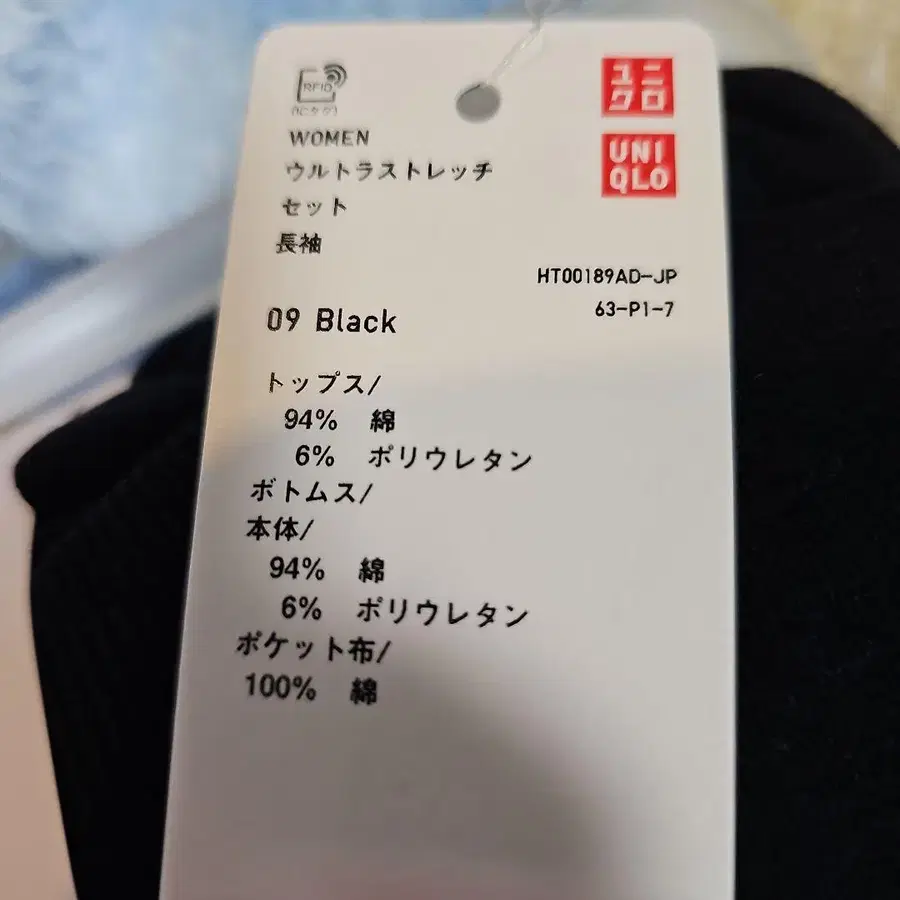 RFID
(ICタグ)
WOMEN
ウルトラストレッチ
セット
長袖
ユニ
クロ
UNI
QLO
HT00189AD-JP
63-P1-7
09 Black
トップス/
94% 綿
6% ポリウレタン
ボトムス/
本体/
94% 綿
6% ポリウレタン
ポケット布/
100% 綿